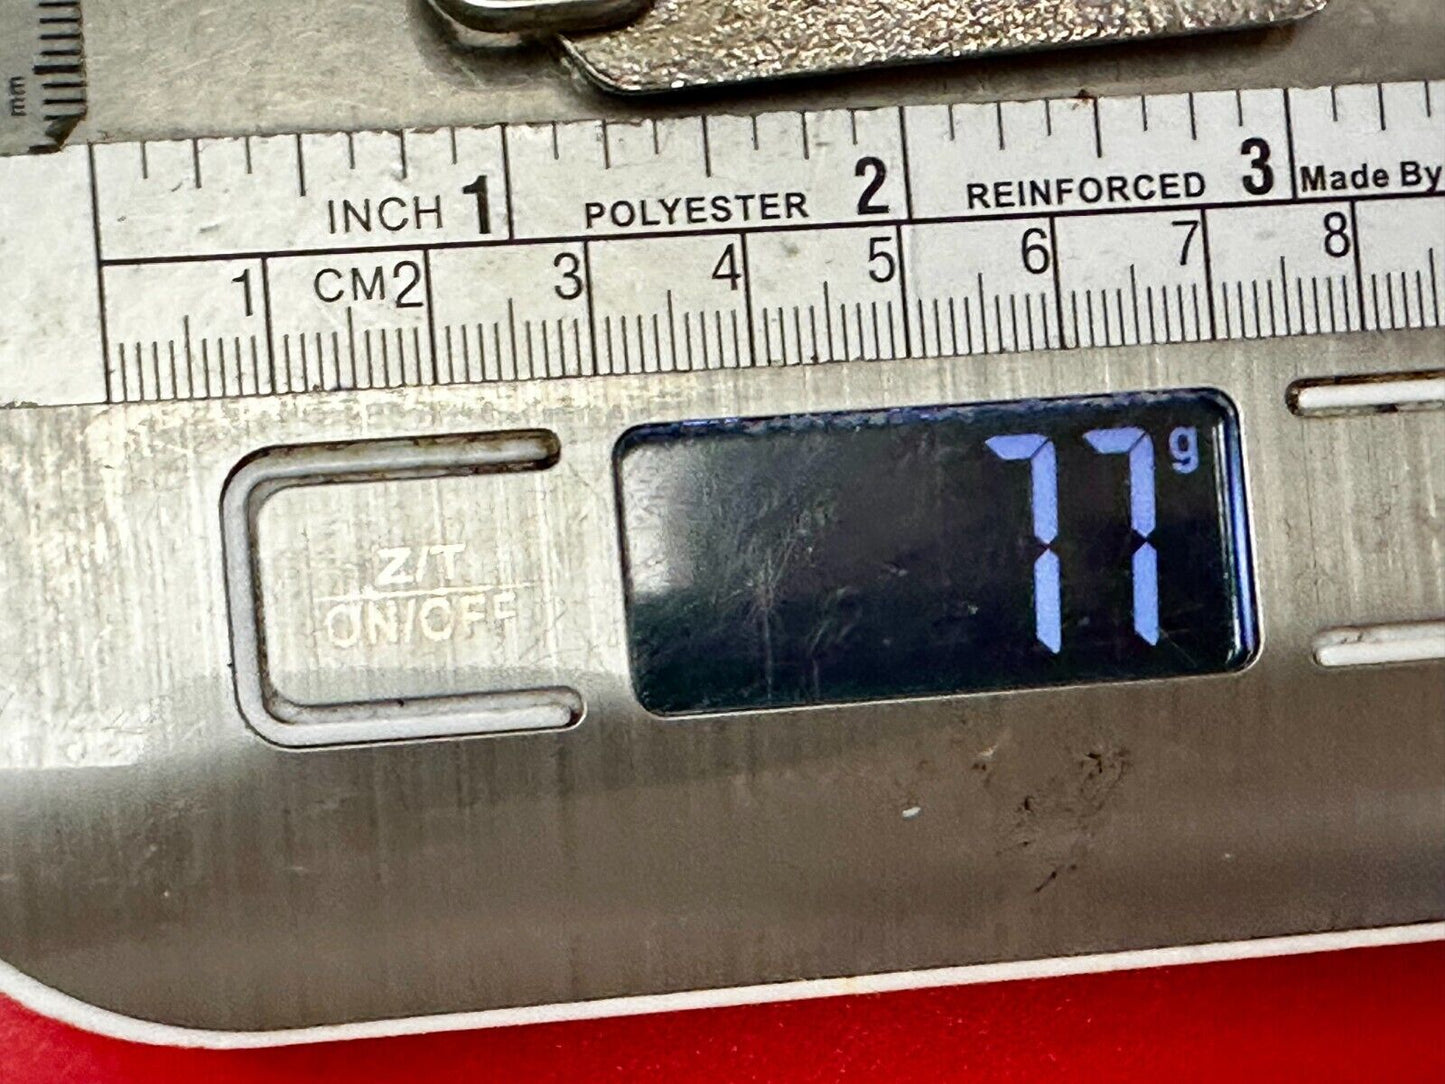 mm
INCH 1 POLYESTER 2 REINFORCED 3 Made By
1 CM 2 3 4 5 6 7 8
77 g
Z/T
ON/OFF